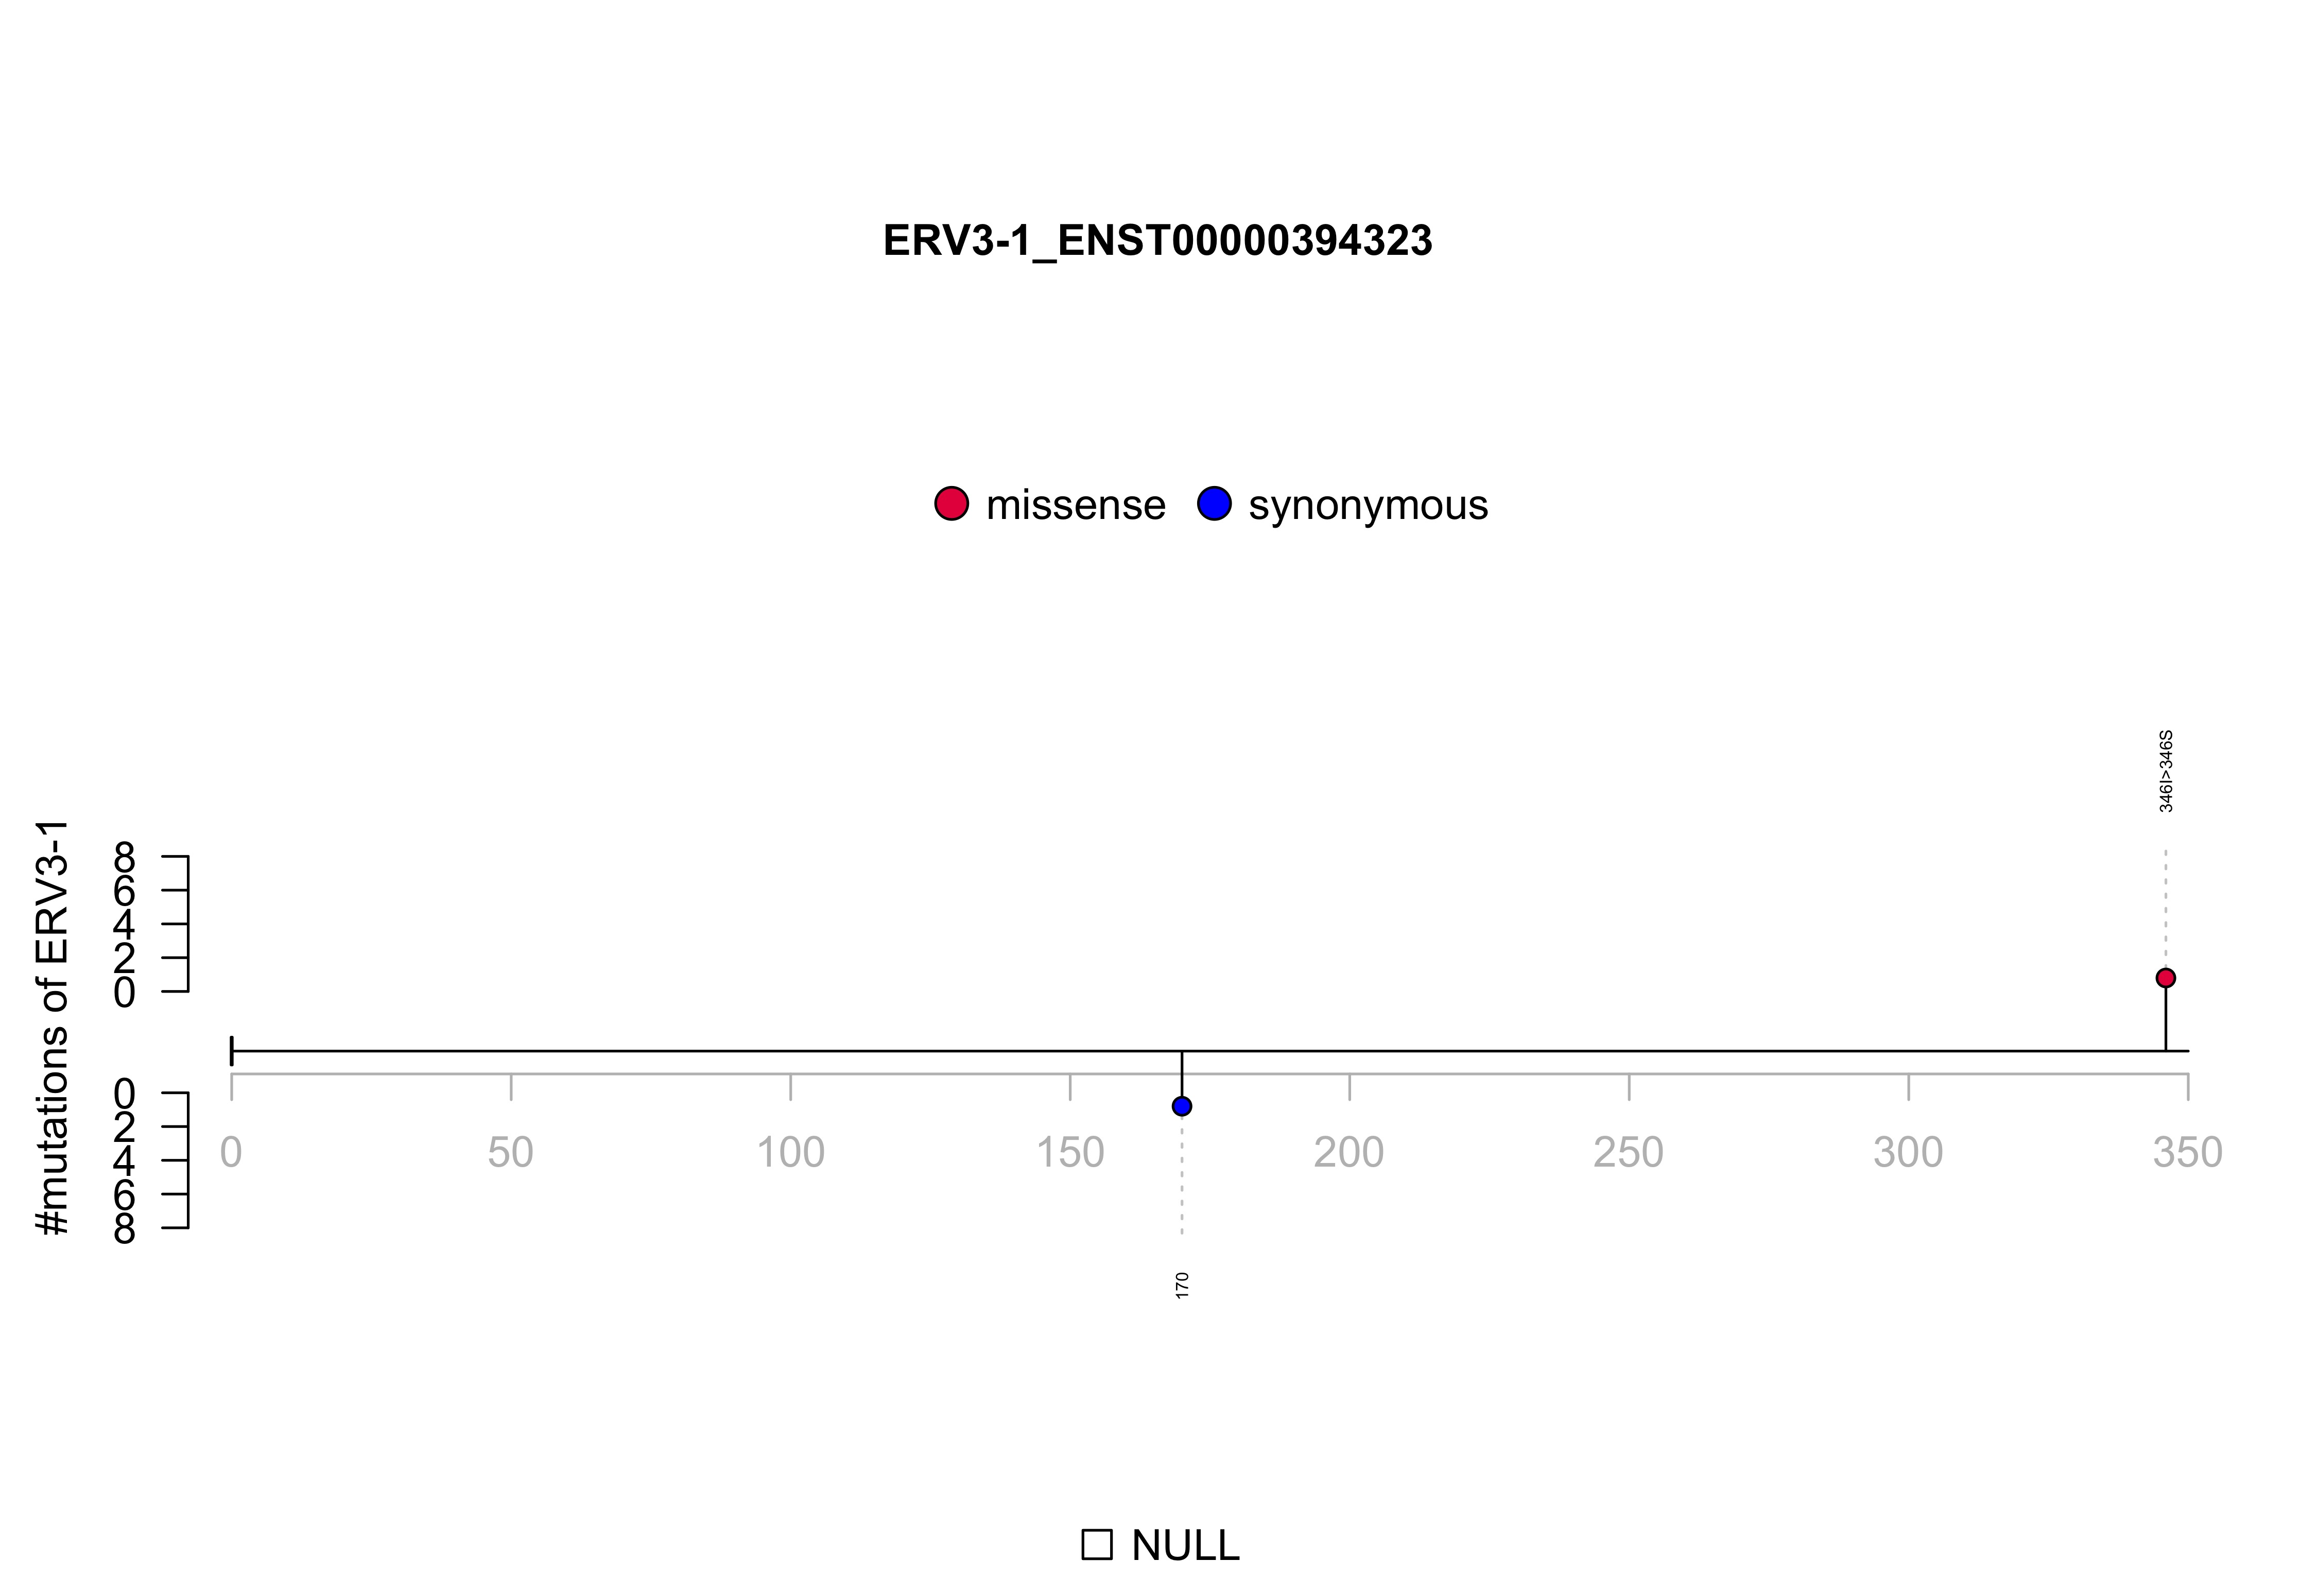 ERV3-1_ENST00000394323
missense synonymous
346I>346S
#mutations of ERV3-1
8
6
4
2
0
0
2
4
6
8
0 50 100 150 200 250 300 350
170
NULL